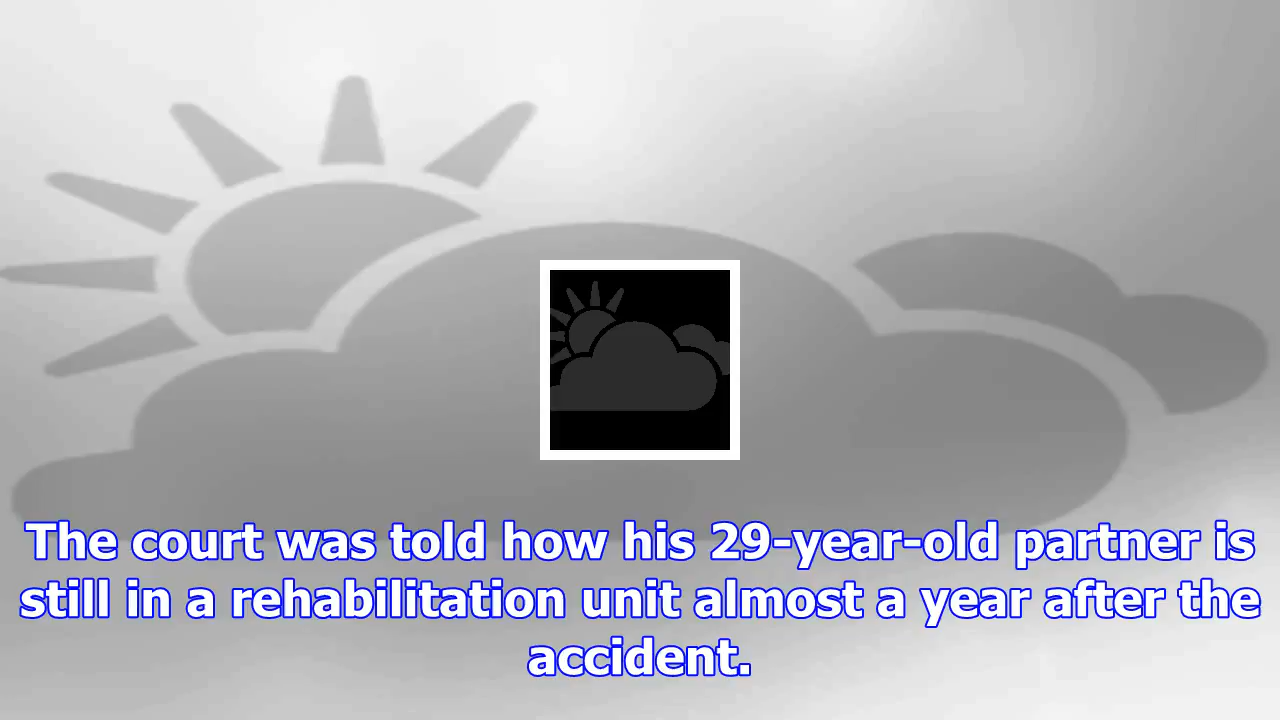 The court was told how his 29-year-old partner is
still in a rehabilitation unit almost a year after the
accident.